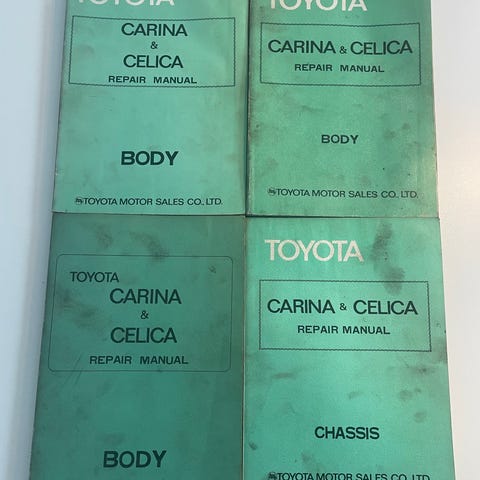 TOYOTA
CARINA
&
CELICA
REPAIR MANUAL
BODY
TOYOTA MOTOR SALES CO., LTD.
TOYOTA
CARINA & CELICA
REPAIR MANUAL
BODY
TOYOTA MOTOR SALES CO., LTD.
TOYOTA
CARINA
&
CELICA
REPAIR MANUAL
BODY
TOYOTA
CARINA & CELICA
REPAIR MANUAL
CHASSIS
TOYOTA MOTOR SALES CO., LTD.